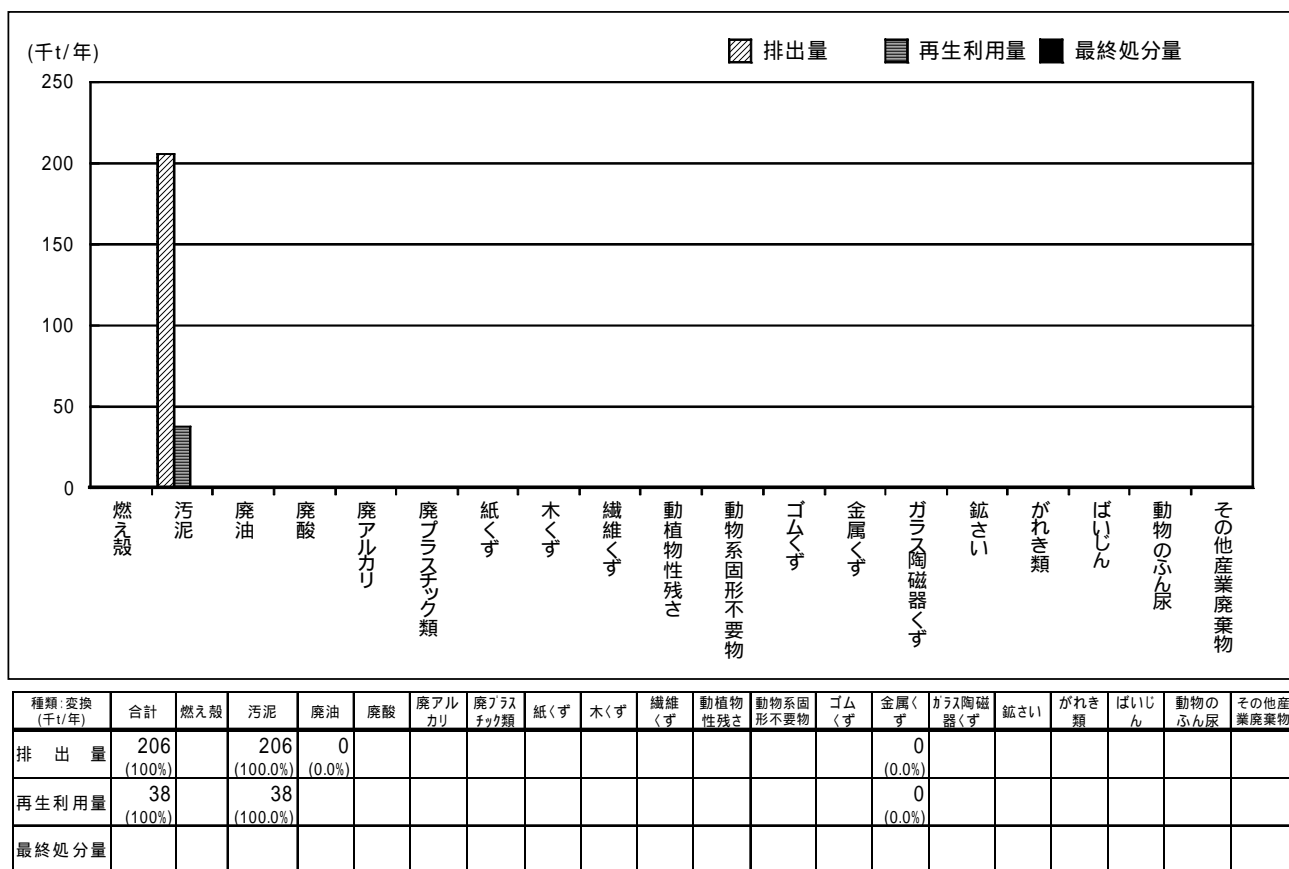 (千t/年)
排出量 再生利用量 最終処分量
250
200
150
100
50
0
燃え殻
汚泥
廃油
廃酸
廃アルカリ
廃プラスチック類
紙くず
木くず
繊維くず
動植物性残さ
動物系固形不要物
ゴムくず
金属くず
ガラス陶磁器くず
鉱さい
がれき類
ばいじん
動物のふん尿
その他産業廃棄物
種類:変換 (千t/年) 合計 燃え殻 汚泥 廃油 廃酸 廃アルカリ 廃プラスチック類 紙くず 木くず 繊維くず 動植物性残さ 動物系固形不要物 ゴムくず 金属くず ガラス陶磁器くず 鉱さい がれき類 ばいじん 動物のふん尿 その他産業廃棄物
排出量 206 206 0 0
(100%) (100.0%) (0.0%) (0.0%)
再生利用量 38 38 0
(100%) (100.0%) (0.0%)
最終処分量